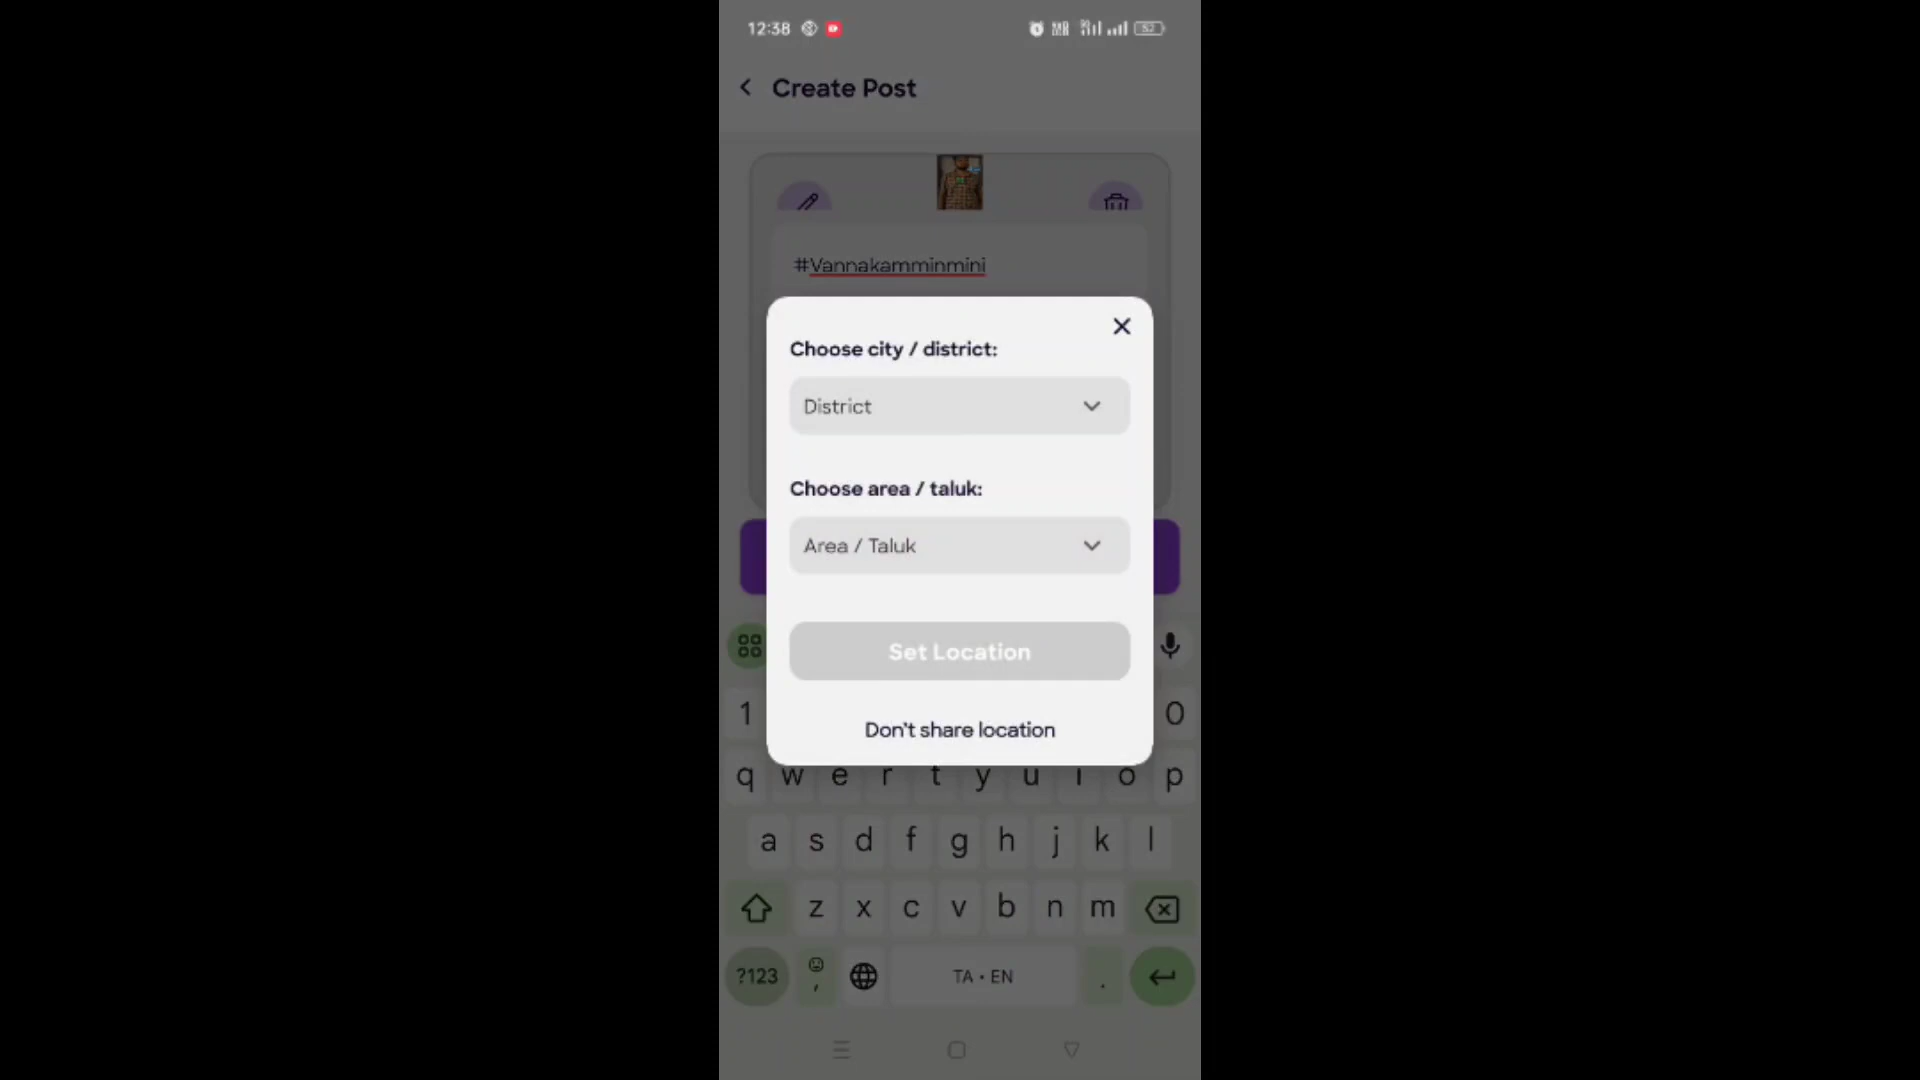 12:38
52
Create Post
#Vannakamminmini
Choose city / district:
District
Choose area / taluk:
Area / Taluk
Set Location
Don't share location
1 0
q w e r t y u i o p
a s d f g h j k l
z x c v b n m
?123 , TA • EN .